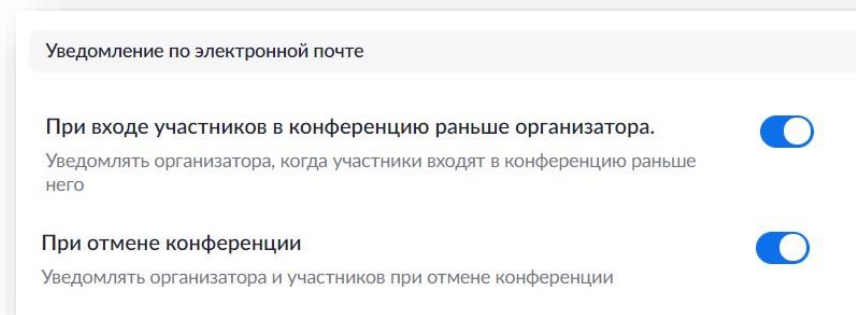 Уведомление по электронной почте
При входе участников в конференцию раньше организатора.
Уведомлять организатора, когда участники входят в конференцию раньше
него
При отмене конференции
Уведомлять организатора и участников при отмене конференции